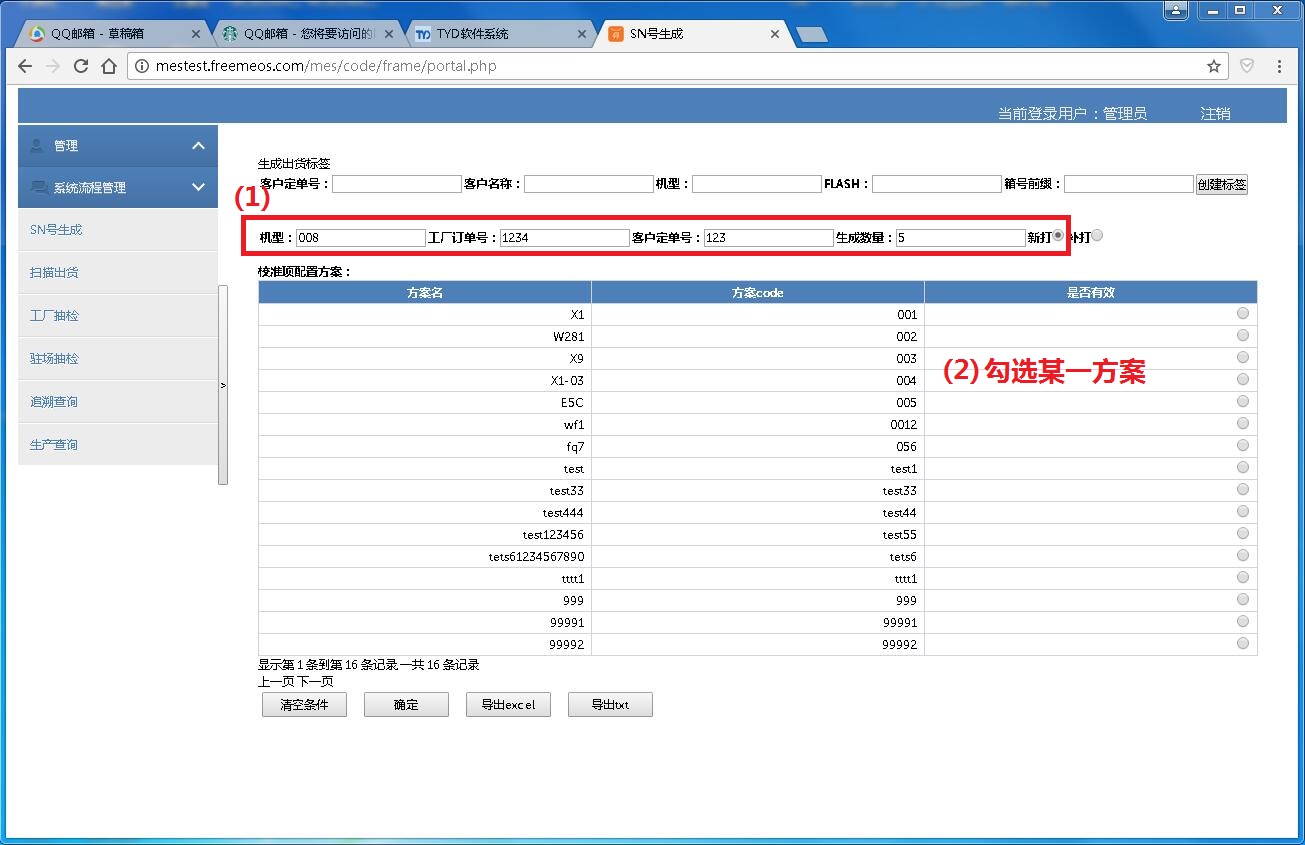 QQ邮箱 - 草稿箱
QQ邮箱 - 您将要访问的
TYD软件系统
SN号生成
mestest.freemeos.com/mes/code/frame/portal.php
当前登录用户：管理员 注销
管理
系统流程管理
SN号生成
扫描出货
工厂抽检
驻场抽检
追溯查询
生产查询
>
生成出货标签
客户定单号： 客户名称： 机型： FLASH： 箱号前缀： 创建标签
(1)
机型：008 工厂订单号：1234 客户定单号：123 生成数量：5 新打 补打
校准项配置方案：
方案名 方案code 是否有效
X1 001
W281 002
X9 003
(2) 勾选某一方案
X1-03 004
E5C 005
wf1 0012
fq7 056
test test1
test33 test33
test444 test44
test123456 test55
tets61234567890 tets6
tttt1 tttt1
999 999
99991 99991
99992 99992
显示第 1 条到第 16 条记录,一共 16 条记录
上一页 下一页
清空条件 确定 导出excel 导出txt